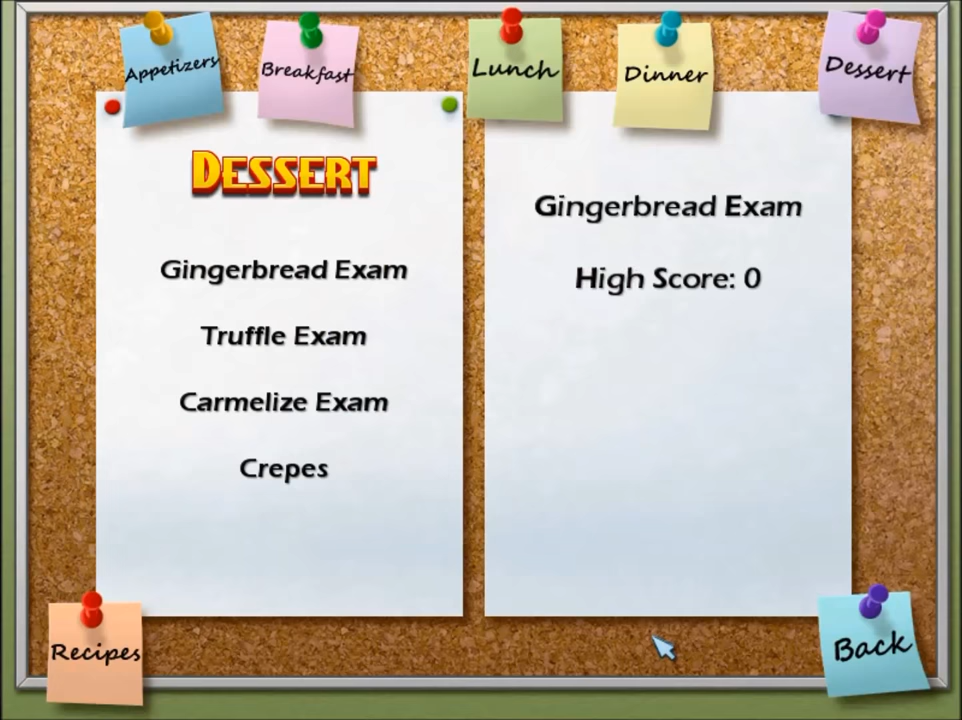 Appetizers
Breakfast
Lunch
Dinner
Dessert
DESSERT
Gingerbread Exam
Truffle Exam
Carmelize Exam
Crepes
Gingerbread Exam
High Score: 0
Recipes
Back